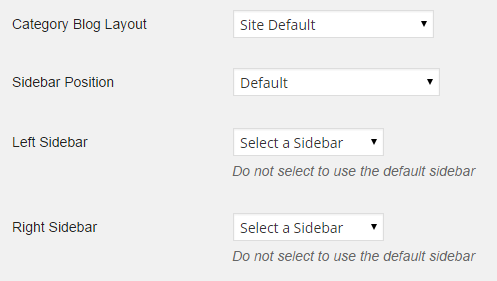 Category Blog Layout Site Default
Sidebar Position Default
Left Sidebar Select a Sidebar
Do not select to use the default sidebar
Right Sidebar Select a Sidebar
Do not select to use the default sidebar